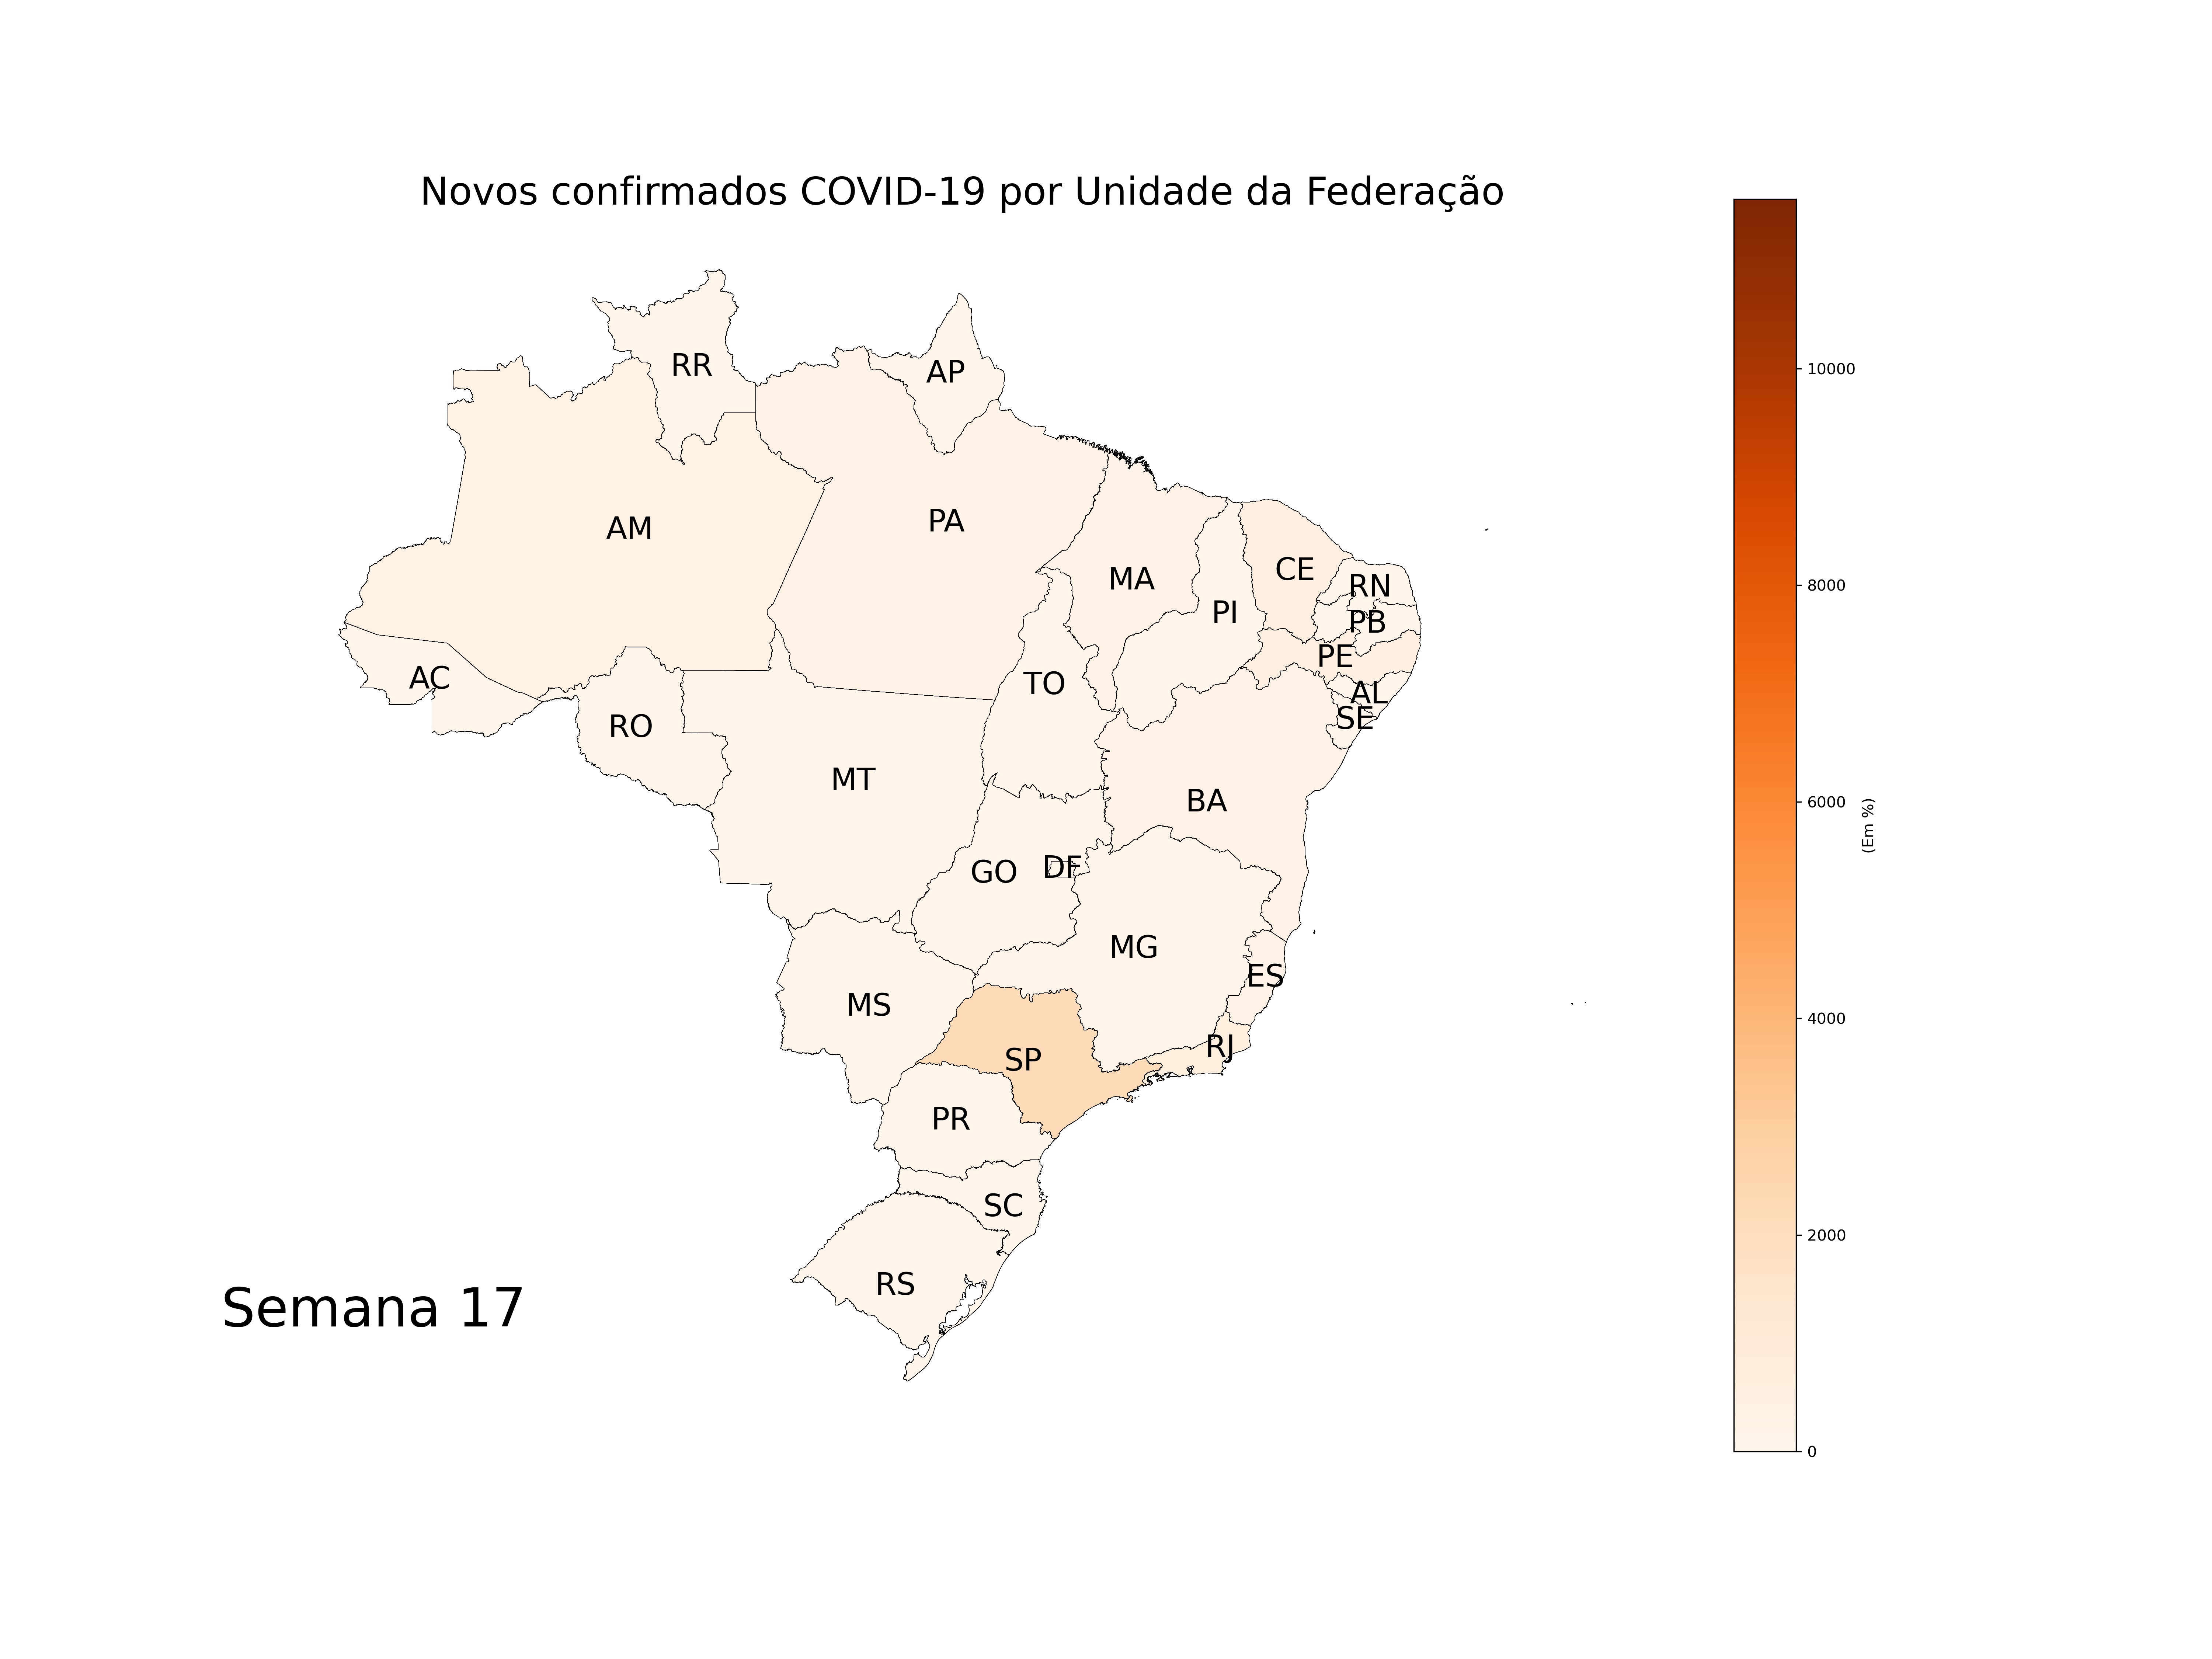 Novos confirmados COVID-19 por Unidade da Federação
RR
AP
AM
PA
MA
CE
RN
PI
PB
PE
AC
TO
AL
SE
RO
MT
BA
GO
DF
MG
ES
MS
RJ
SP
PR
SC
RS
Semana 17
10000
8000
6000
(Em %)
4000
2000
0